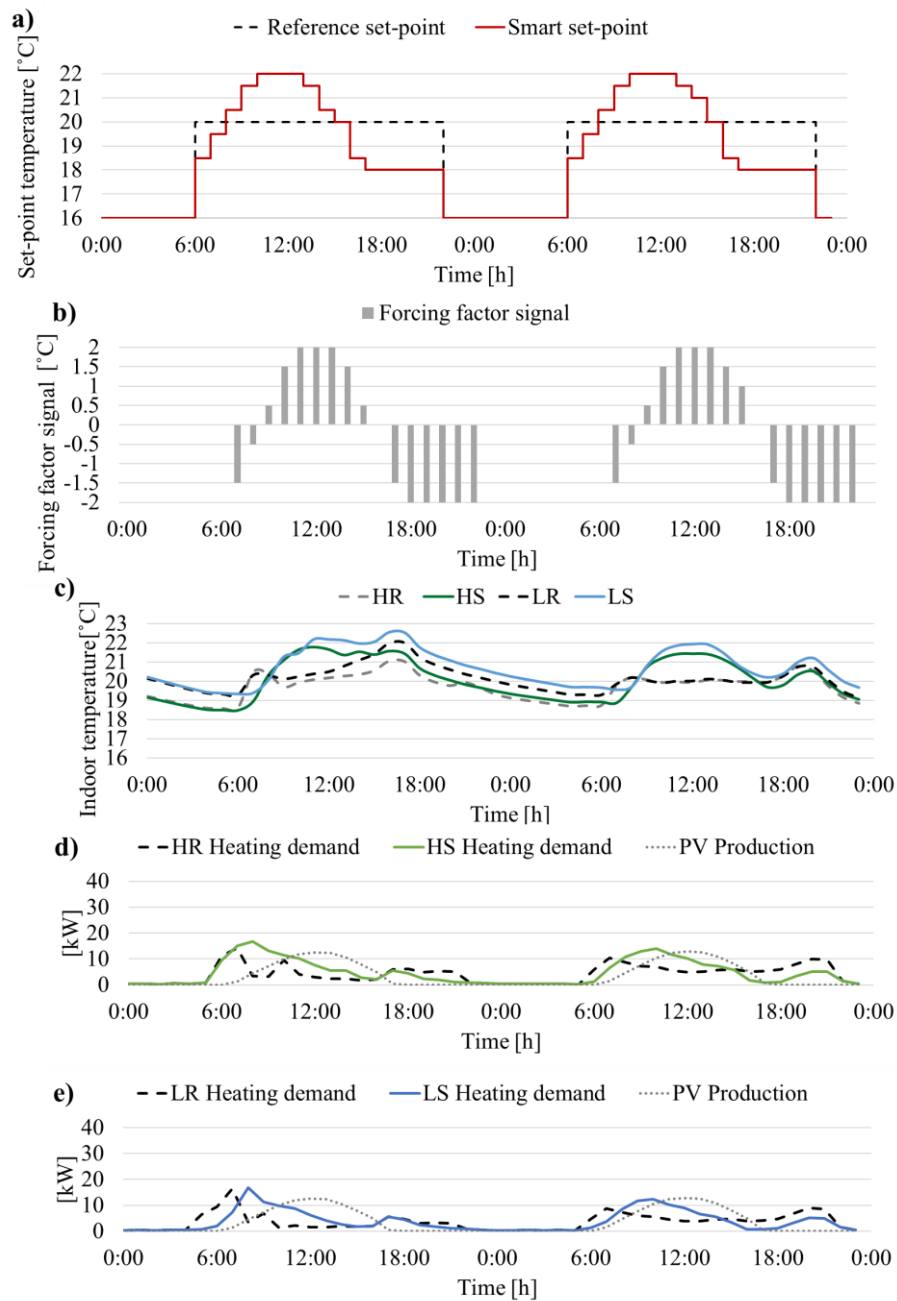 a)
Reference set-point
Smart set-point
Set-point temperature [˚C]
22
21
20
19
18
17
16
0:00 6:00 12:00 18:00 0:00 6:00 12:00 18:00 0:00
Time [h]
b)
Forcing factor signal
Forcing factor signal [˚C]
2
1.5
1
0.5
0
-0.5
-1
-1.5
-2
0:00 6:00 12:00 18:00 0:00 6:00 12:00 18:00
Time [h]
c)
HR HS LR LS
Indoor temperature[˚C]
23
22
21
20
19
18
17
16
0:00 6:00 12:00 18:00 0:00 6:00 12:00 18:00 0:00
Time [h]
d)
HR Heating demand HS Heating demand PV Production
[kW]
40
30
20
10
0
0:00 6:00 12:00 18:00 0:00 6:00 12:00 18:00 0:00
Time [h]
e)
LR Heating demand LS Heating demand PV Production
[kW]
40
30
20
10
0
0:00 6:00 12:00 18:00 0:00 6:00 12:00 18:00 0:00
Time [h]